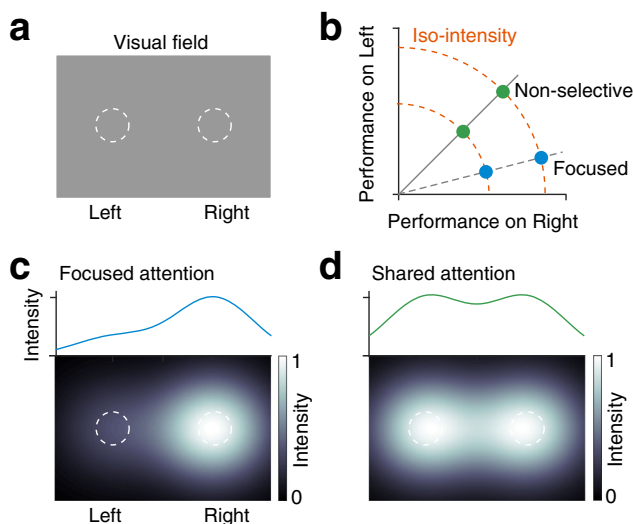 a
Visual field
Left
Right
b
Performance on Left
Iso-intensity
Non-selective
Focused
Performance on Right
c
Focused attention
Intensity
1
Intensity
0
Left
Right
d
Shared attention
1
Intensity
0